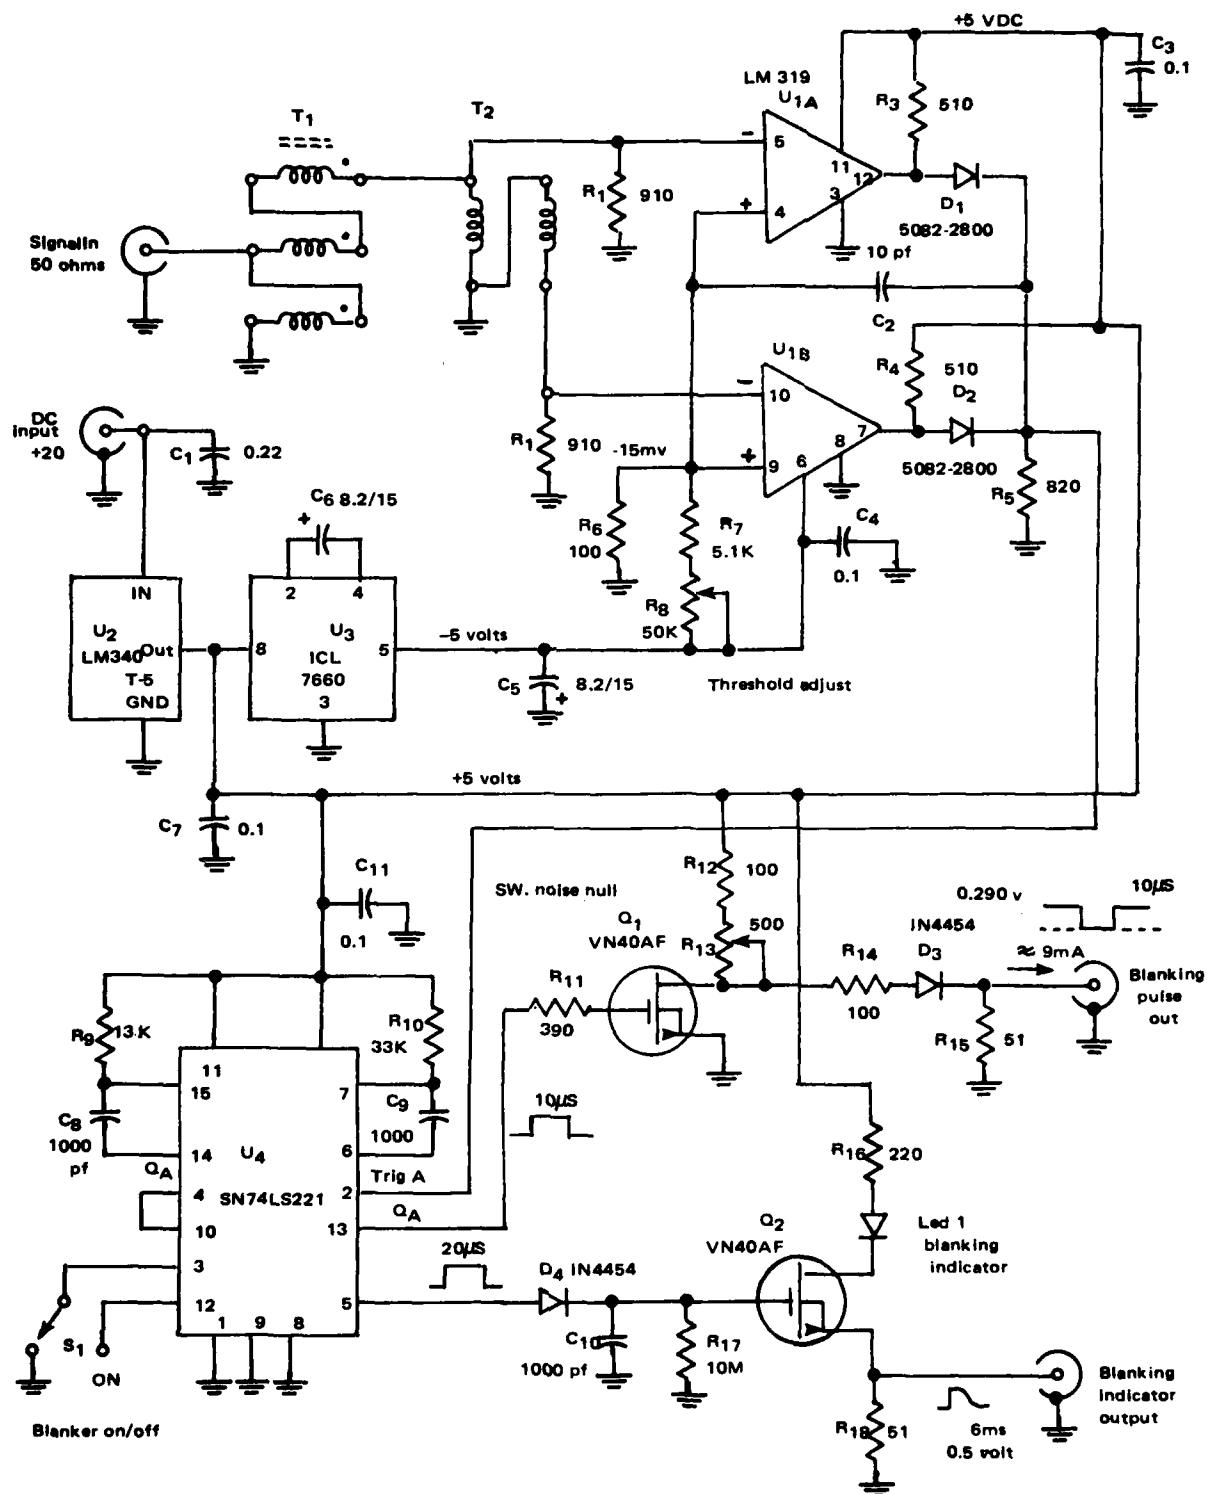 +5 VDC
C3
0.1
LM 319
U1A
T1
T2
R3
510
-
5
11
12
R1
910
+
4
3
D1
5082-2800
Signalin
50 ohms
10 pf
C2
U1B
R4
510
D2
-
10
7
DC
input
+20
C1
0.22
R1
910
-15mv
+
9
6
8
5082-2800
R5
820
C6 8.2/15
+
C4
R6
100
R7
5.1K
0.1
IN
2
4
U2
LM340
Out
T-5
GND
8
U3
ICL
7660
3
5
-5 volts
R8
50K
C5
8.2/15
+
Threshold adjust
+5 volts
C7
0.1
C11
0.1
SW. noise null
R12
100
Q1
VN40AF
R13
500
0.290 v
10µS
IN4454
D3
≈ 9mA
Blanking
pulse
out
R11
390
R14
100
R15
51
R9
13K
R10
33K
11
15
7
C8
1000
pf
C9
1000
10µS
14
U4
6
QA
Trig A
4
SN74LS221
2
QA
10
13
R16
220
3
Q2
VN40AF
Led 1
blanking
indicator
20µS
D4 IN4454
12
5
1
9
8
S1
ON
C10
1000 pf
R17
10M
Blanker on/off
Blanking
indicator
output
R18
51
6ms
0.5 volt